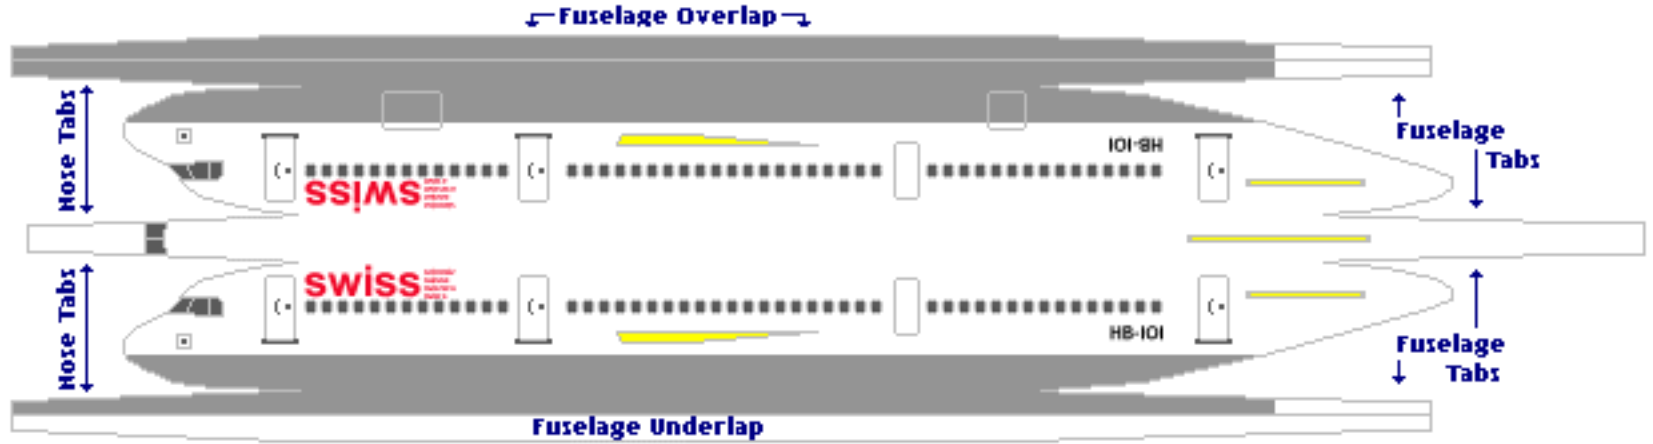 Fuselage Overlap
Nose Tabs
Fuselage
Tabs
HB-IOI
swiss
swiss
HB-IOI
Nose Tabs
Fuselage
Tabs
Fuselage Underlap